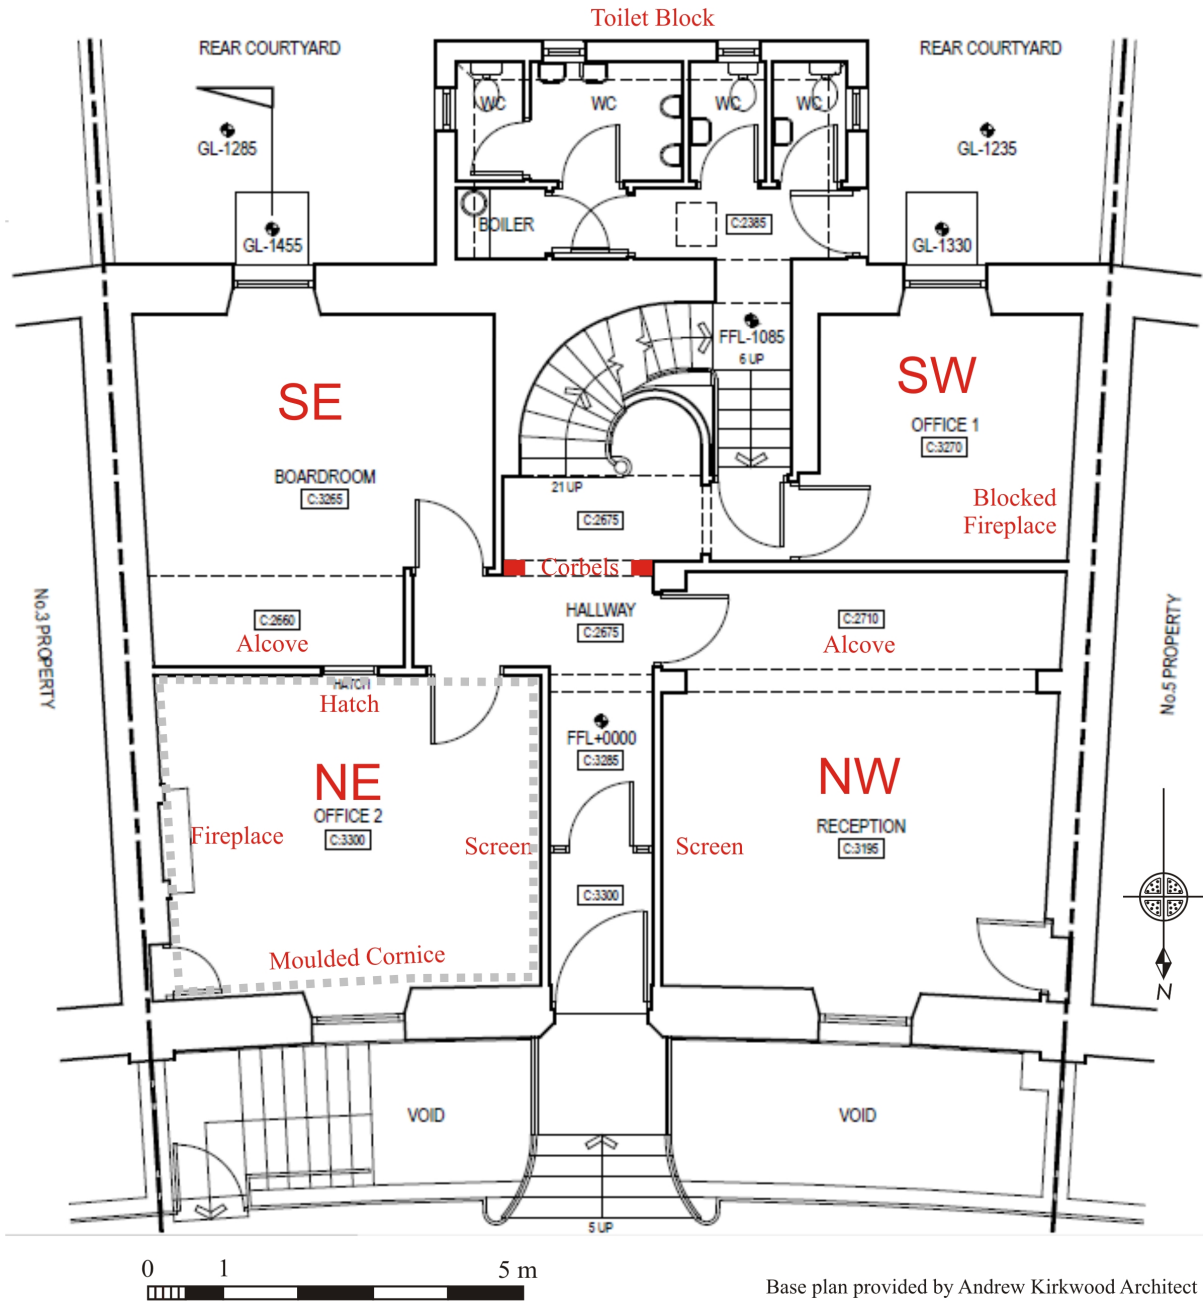 Toilet Block
REAR COURTYARD
REAR COURTYARD
WC
WC
WC
WC
GL-1285
GL-1235
BOILER
C:2385
GL-1455
GL-1330
FFL-1085
6 UP
SE
SW
OFFICE 1
C:3270
BOARDROOM
C:3265
21 UP
Blocked
Fireplace
C:2675
Corbels
HALLWAY
C:2675
C:2660
Alcove
C:2710
Alcove
No.3 PROPERTY
No.5 PROPERTY
HATCH
Hatch
FFL+0000
C:3285
NE
OFFICE 2
C:3300
NW
RECEPTION
C:3195
Fireplace
Screen
Screen
C:3300
Moulded Cornice
N
VOID
VOID
5 UP
0 1 5 m
Base plan provided by Andrew Kirkwood Architect